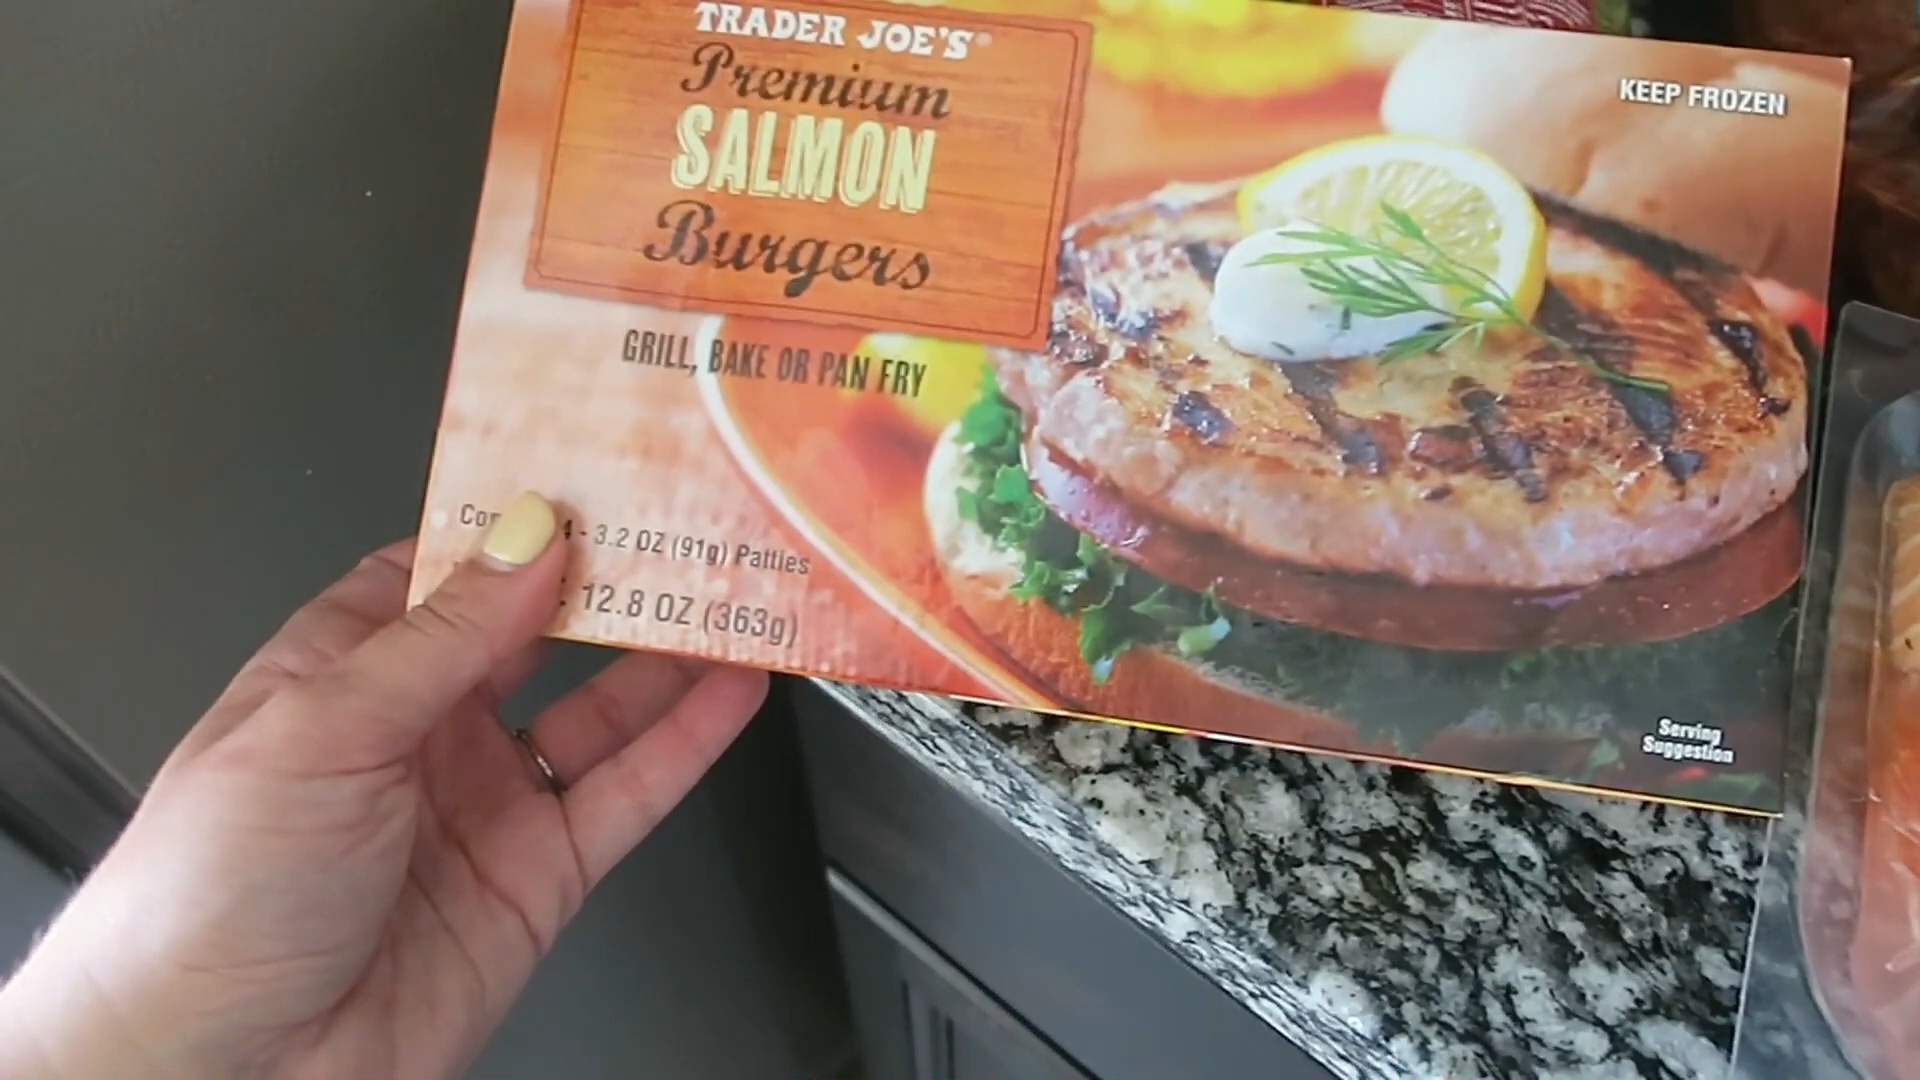 TRADER JOE'S®
Premium
SALMON
Burgers
GRILL, BAKE OR PAN FRY
KEEP FROZEN
4 - 3.2 OZ (91g) Patties
12.8 OZ (363g)
Serving
Suggestion